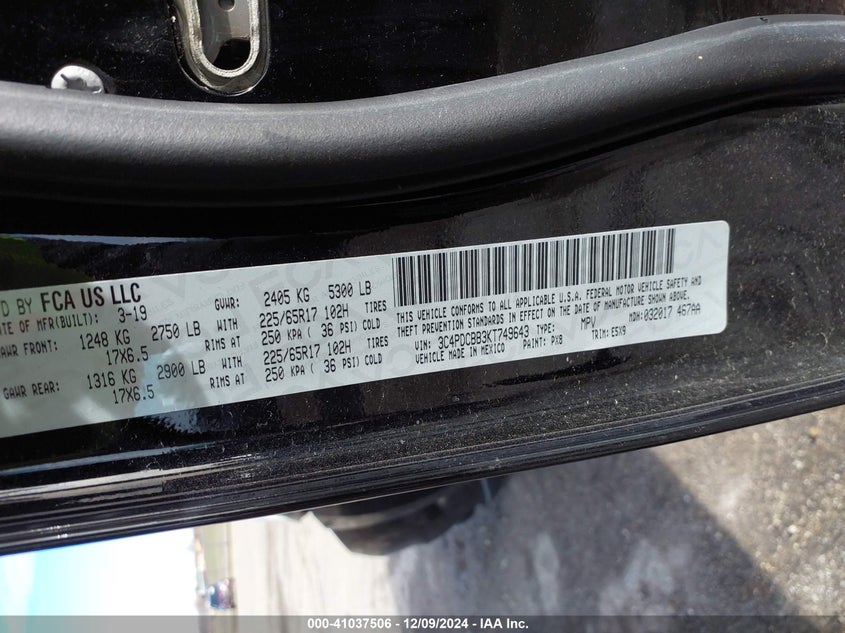 D BY FCA US LLC
ATE OF MFR(BUILT): 3-19 GVWR: 2405 KG 5300 LB
AWR FRONT: 1248 KG 2750 LB WITH 225/65R17 102H TIRES
17X6.5 RIMS AT 250 KPA ( 36 PSI) COLD
GAWR REAR: 1316 KG 2900 LB WITH 225/65R17 102H TIRES
17X6.5 RIMS AT 250 KPA ( 36 PSI) COLD
THIS VEHICLE CONFORMS TO ALL APPLICABLE U.S.A. FEDERAL MOTOR VEHICLE SAFETY AND
THEFT PREVENTION STANDARDS IN EFFECT ON THE DATE OF MANUFACTURE SHOWN ABOVE.
VIN: 3C4PDCBB3KT749643 TYPE: MPV MDH: 032017 467AA
MADE IN MEXICO PAINT: PX8 TRIM: E5X9
000-41037506 - 12/09/2024 - IAA Inc.